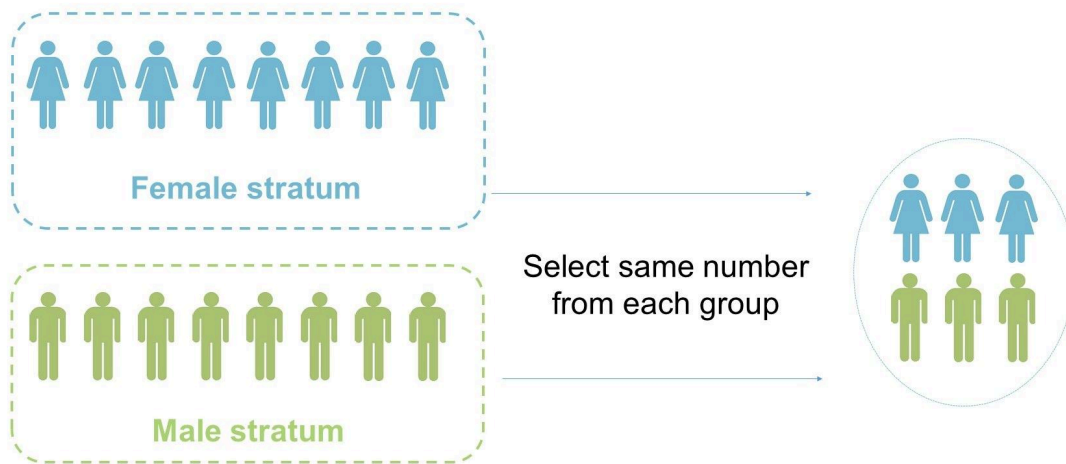 Female stratum
Select same number
from each group
Male stratum